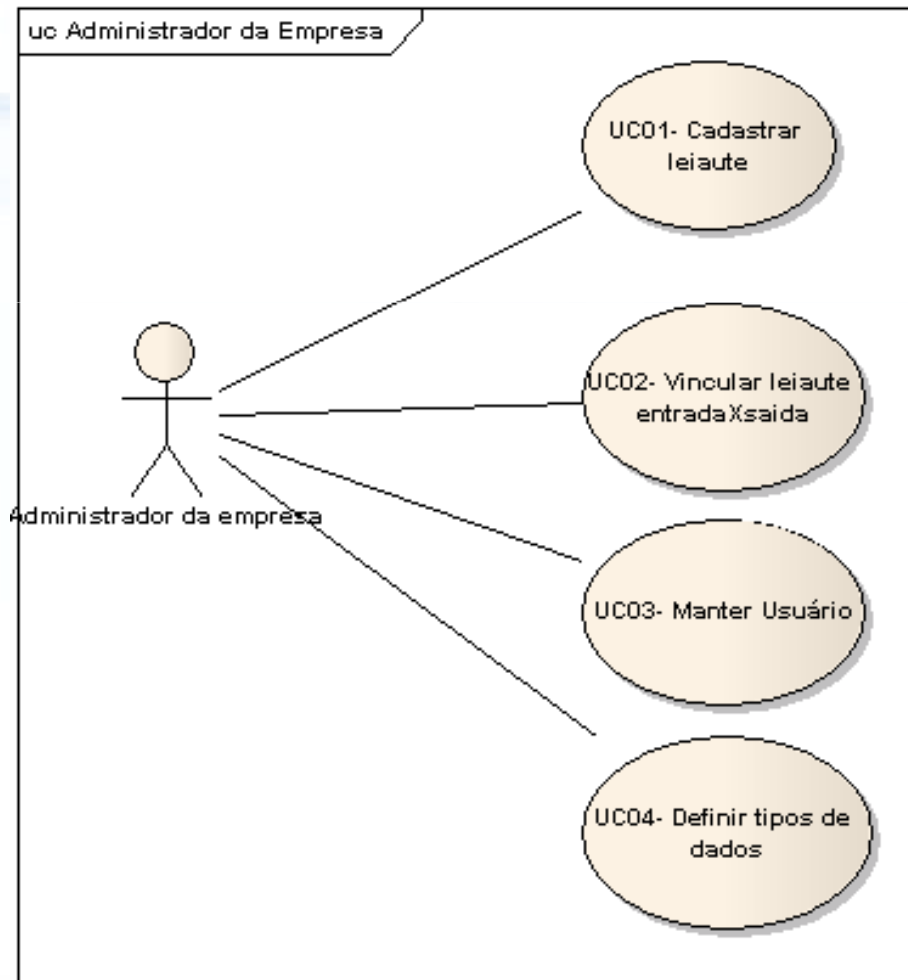 uc Administrador da Empresa
UC01- Cadastrar
leiaute
UC02- Vincular leiaute
entradaXsaida
Administrador da empresa
UC03- Manter Usuário
UC04- Definir tipos de
dados